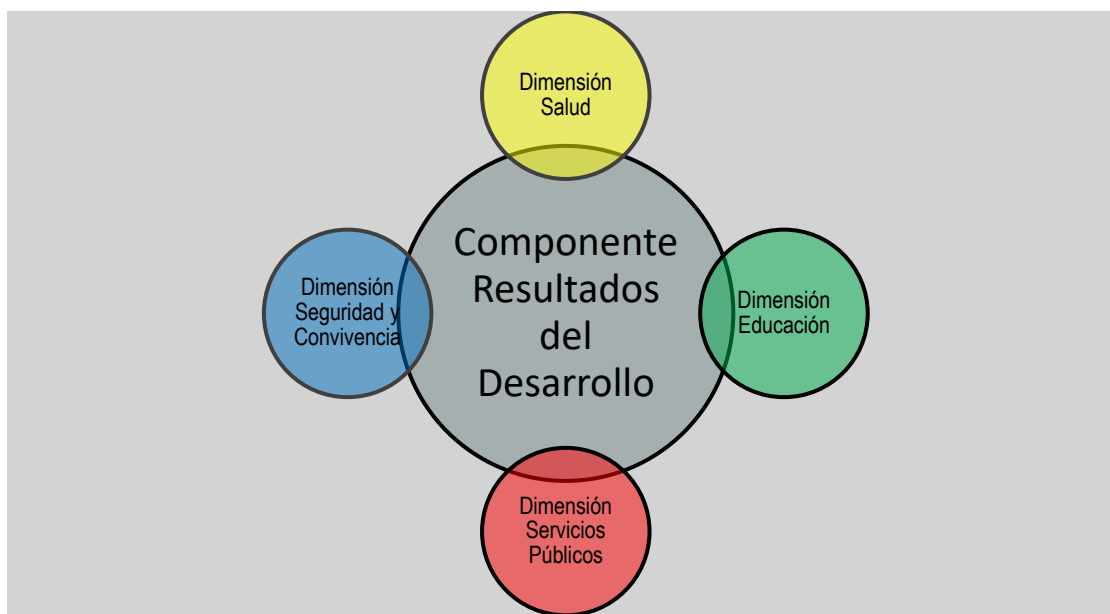 Dimensión
Salud
Componente
Resultados
del
Desarrollo
Dimensión
Seguridad y
Convivencia
Dimensión
Educación
Dimensión
Servicios
Públicos